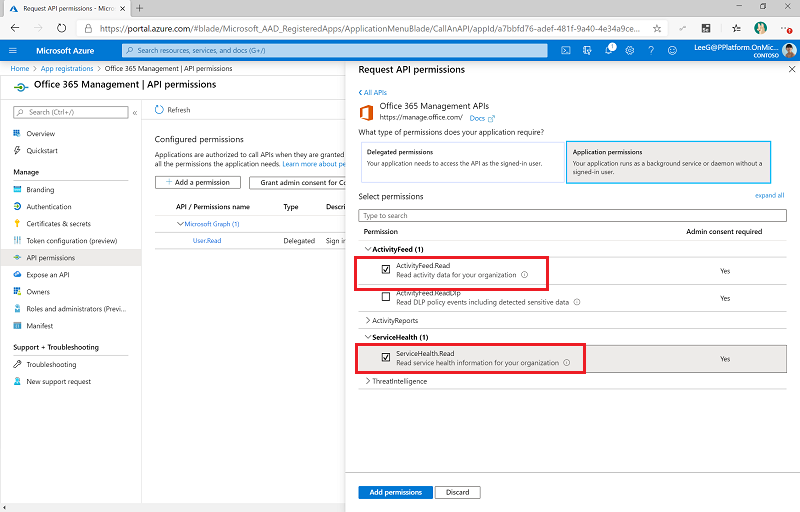 Request API permissions - Micro
https://portal.azure.com/#blade/Microsoft_AAD_RegisteredApps/ApplicationMenuBlade/CallAnAPI/appId/a7bbfd76-adef-481f-9a40-4e34a9ce...
Microsoft Azure
Search resources, services, and docs (G+/)
1
LeeG@PPlatform.OnMic...
CONTOSO
Home > App registrations > Office 365 Management | API permissions
Office 365 Management | API permissions
Search (Ctrl+/)
«
Overview
Quickstart
Manage
Branding
Authentication
Certificates & secrets
Token configuration (preview)
API permissions
Expose an API
Owners
Roles and administrators (Previ...
Manifest
Support + Troubleshooting
Troubleshooting
New support request
Refresh
Configured permissions
Applications are authorized to call APIs when they are granted
all the permissions the application needs. Learn more about pe
+ Add a permission
Grant admin consent for Co
API / Permissions name Type Descri
Microsoft Graph (1)
User.Read Delegated Sign in
Request API permissions
All APIs
Office 365 Management APIs
https://manage.office.com/ Docs
What type of permissions does your application require?
Delegated permissions
Your application needs to access the API as the signed-in user.
Application permissions
Your application runs as a background service or daemon without a
signed-in user.
Select permissions
expand all
Type to search
Permission Admin consent required
ActivityFeed (1)
ActivityFeed.Read
Read activity data for your organization
Yes
ActivityFeed.ReadDlp
Read DLP policy events including detected sensitive data
Yes
ActivityReports
ServiceHealth (1)
ServiceHealth.Read
Read service health information for your organization
Yes
ThreatIntelligence
Add permissions
Discard